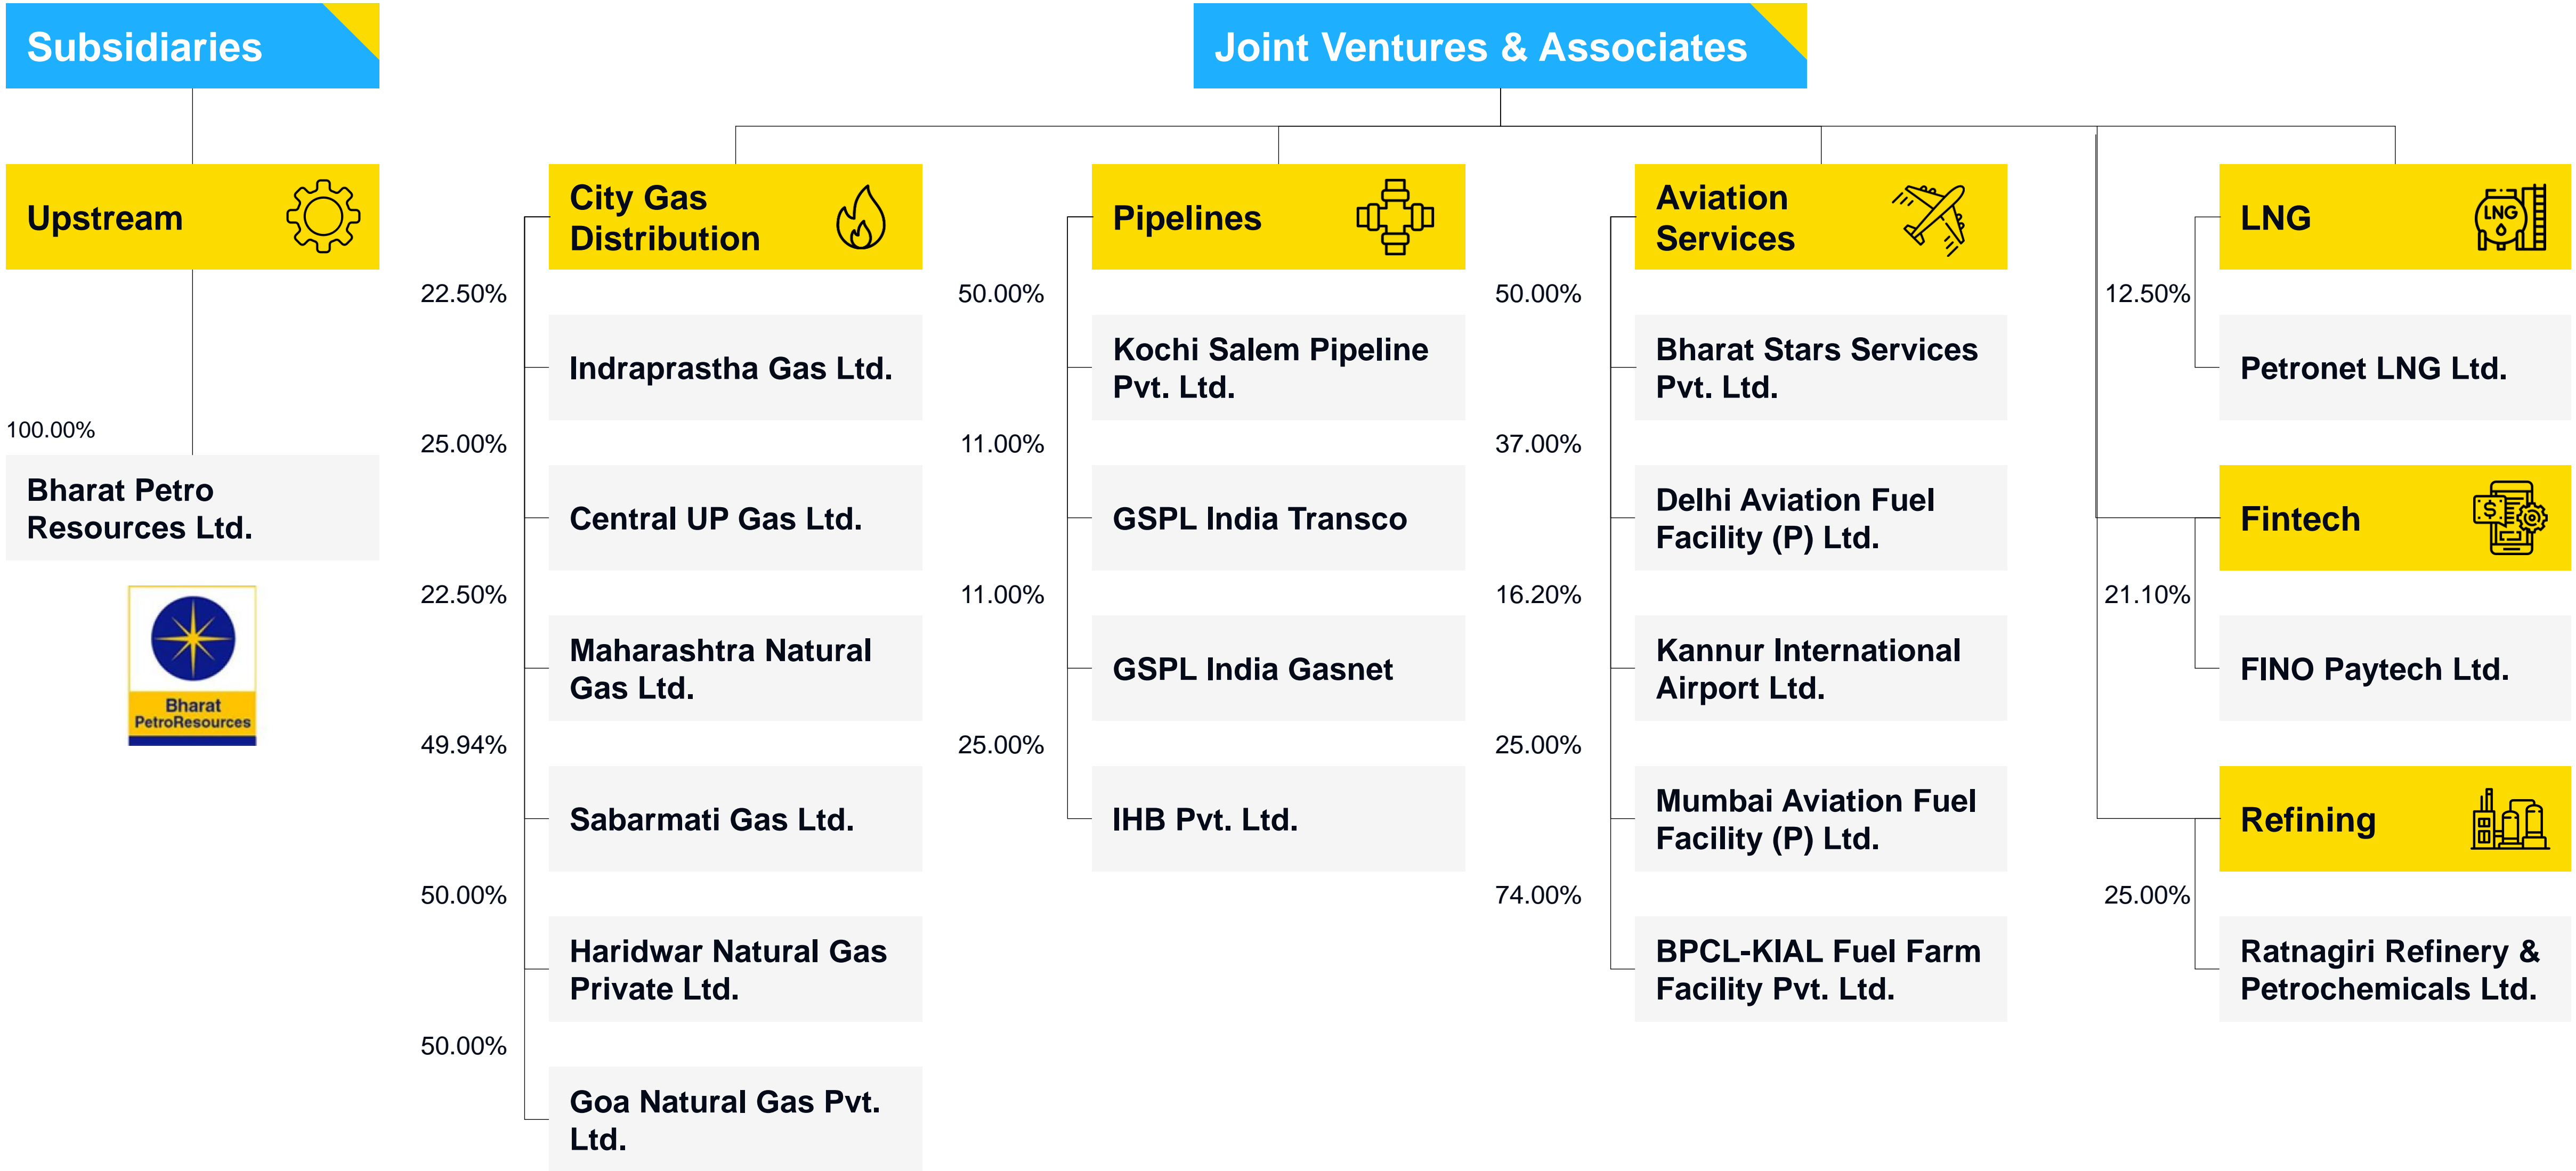 Subsidiaries
Upstream
100.00%
Bharat Petro
Resources Ltd.
Bharat
PetroResources
Joint Ventures & Associates
City Gas
Distribution
22.50%
Indraprastha Gas Ltd.
25.00%
Central UP Gas Ltd.
22.50%
Maharashtra Natural
Gas Ltd.
49.94%
Sabarmati Gas Ltd.
50.00%
Haridwar Natural Gas
Private Ltd.
50.00%
Goa Natural Gas Pvt.
Ltd.
Pipelines
50.00%
Kochi Salem Pipeline
Pvt. Ltd.
11.00%
GSPL India Transco
11.00%
GSPL India Gasnet
25.00%
IHB Pvt. Ltd.
Aviation
Services
50.00%
Bharat Stars Services
Pvt. Ltd.
37.00%
Delhi Aviation Fuel
Facility (P) Ltd.
16.20%
Kannur International
Airport Ltd.
25.00%
Mumbai Aviation Fuel
Facility (P) Ltd.
74.00%
BPCL-KIAL Fuel Farm
Facility Pvt. Ltd.
LNG
LNG
12.50%
Petronet LNG Ltd.
Fintech
$
21.10%
FINO Paytech Ltd.
Refining
25.00%
Ratnagiri Refinery &
Petrochemicals Ltd.